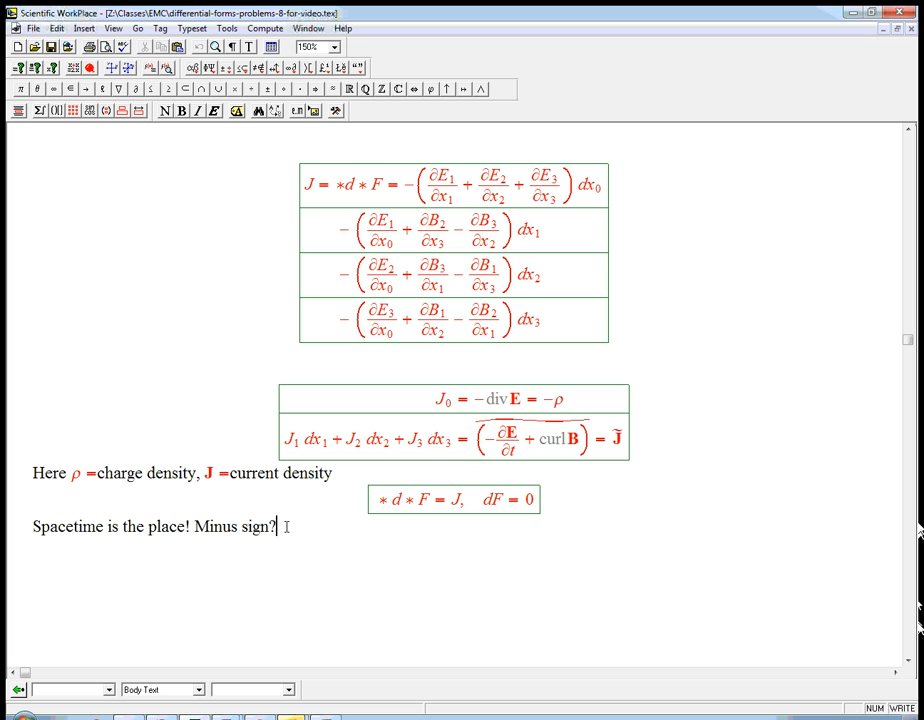 Scientific WorkPlace - [Z:\Classes\EMC\differential-forms-problems-8-for-video.tex]
File Edit Insert View Go Tag Typeset Tools Compute Window Help
150%
π θ ∞ ∈ → ℓ ∇ ∂ ≤ ≥ ⊂ ∩ ∪ × ÷ ± ∘ · → ≈ ℝ ℚ ℤ ℂ ⇔ φ ↑ ↦ ∧
N B I E
J = ∗d ∗ F = −(∂E₁/∂x₁ + ∂E₂/∂x₂ + ∂E₃/∂x₃) dx₀
−(∂E₁/∂x₀ + ∂B₂/∂x₃ − ∂B₃/∂x₂) dx₁
−(∂E₂/∂x₀ + ∂B₃/∂x₁ − ∂B₁/∂x₃) dx₂
−(∂E₃/∂x₀ + ∂B₁/∂x₂ − ∂B₂/∂x₁) dx₃
J₀ = −div E = −ρ
J₁ dx₁ + J₂ dx₂ + J₃ dx₃ = (−∂E/∂t + curl B) = J̃
Here ρ =charge density, J =current density
∗ d ∗ F = J, dF = 0
Spacetime is the place! Minus sign?
Body Text
NUM WRITE